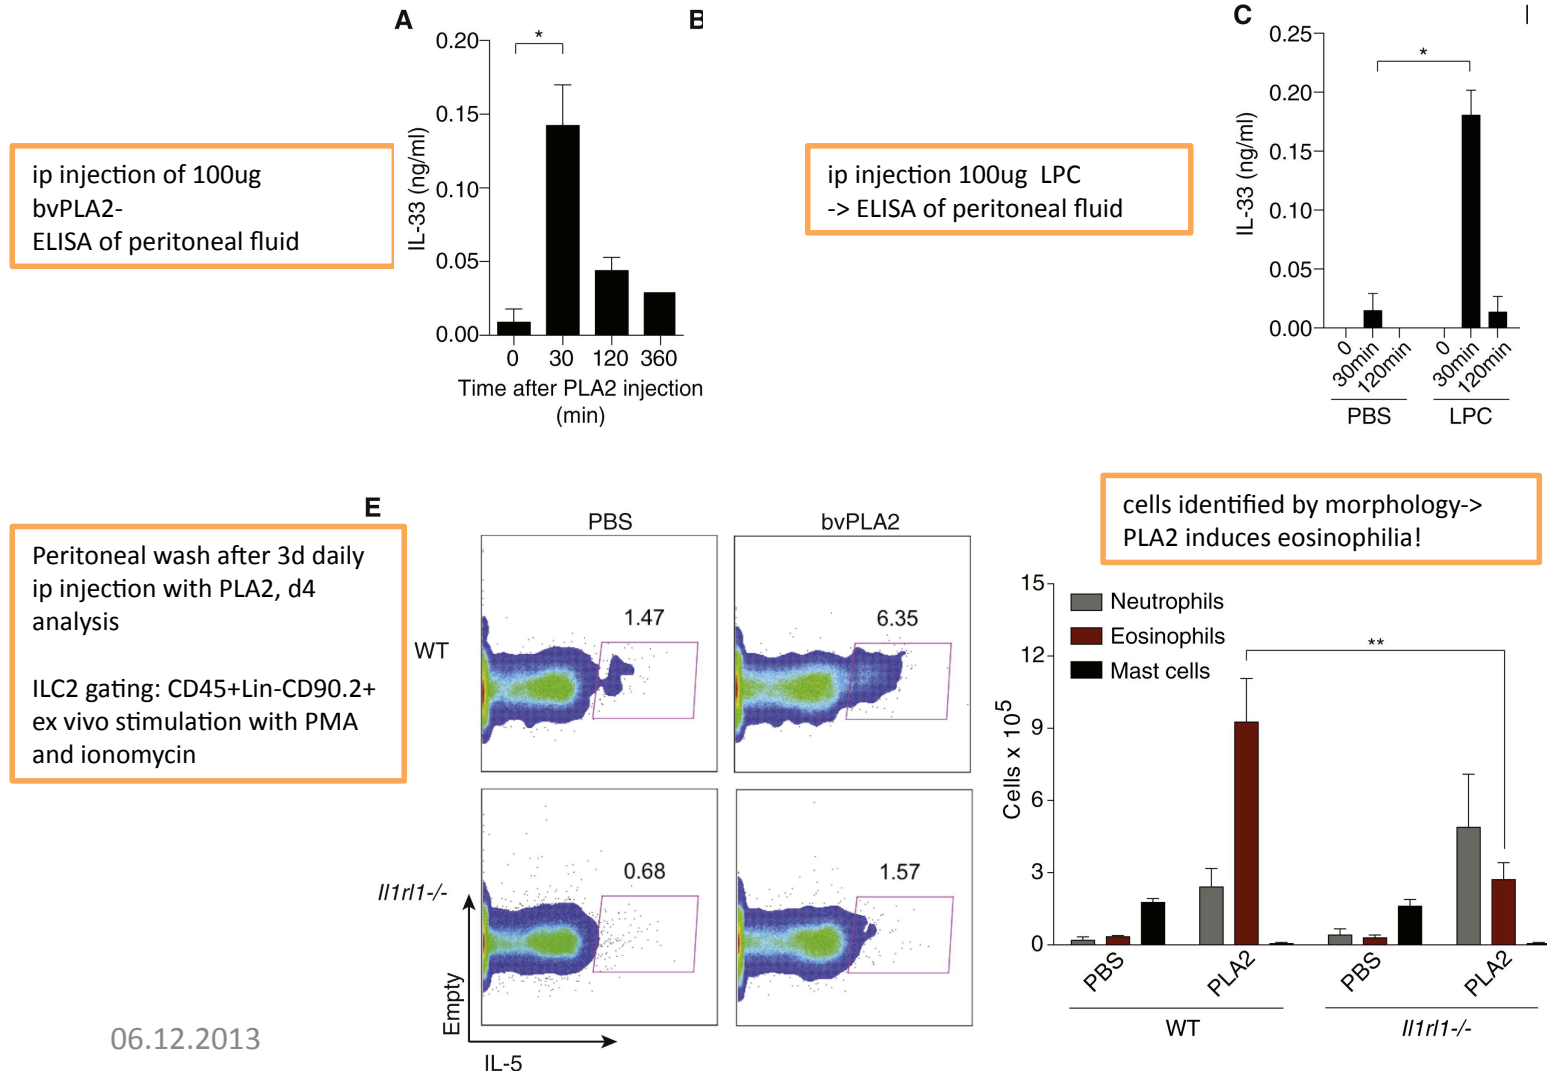 A
B
0.20
0.15
0.10
0.05
0.00
IL-33 (ng/ml)
*
0 30 120 360
Time after PLA2 injection
(min)
ip injection of 100ug
bvPLA2-
ELISA of peritoneal fluid
ip injection 100ug LPC
-> ELISA of peritoneal fluid
C
0.25
0.20
0.15
0.10
0.05
0.00
IL-33 (ng/ml)
*
0 30min 120min 0 30min 120min
PBS LPC
E
Peritoneal wash after 3d daily
ip injection with PLA2, d4
analysis
ILC2 gating: CD45+Lin-CD90.2+
ex vivo stimulation with PMA
and ionomycin
PBS bvPLA2
WT
1.47 6.35
Il1rl1-/-
0.68 1.57
Empty
IL-5
cells identified by morphology->
PLA2 induces eosinophilia!
15
12
9
6
3
0
Cells x 10⁵
Neutrophils
Eosinophils
Mast cells
**
PBS PLA2 PBS PLA2
WT Il1rl1-/-
06.12.2013